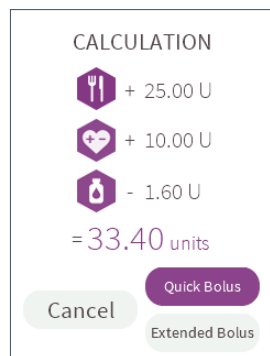 CALCULATION
+ 25.00 U
+ 10.00 U
- 1.60 U
= 33.40 units
Quick Bolus
Cancel
Extended Bolus